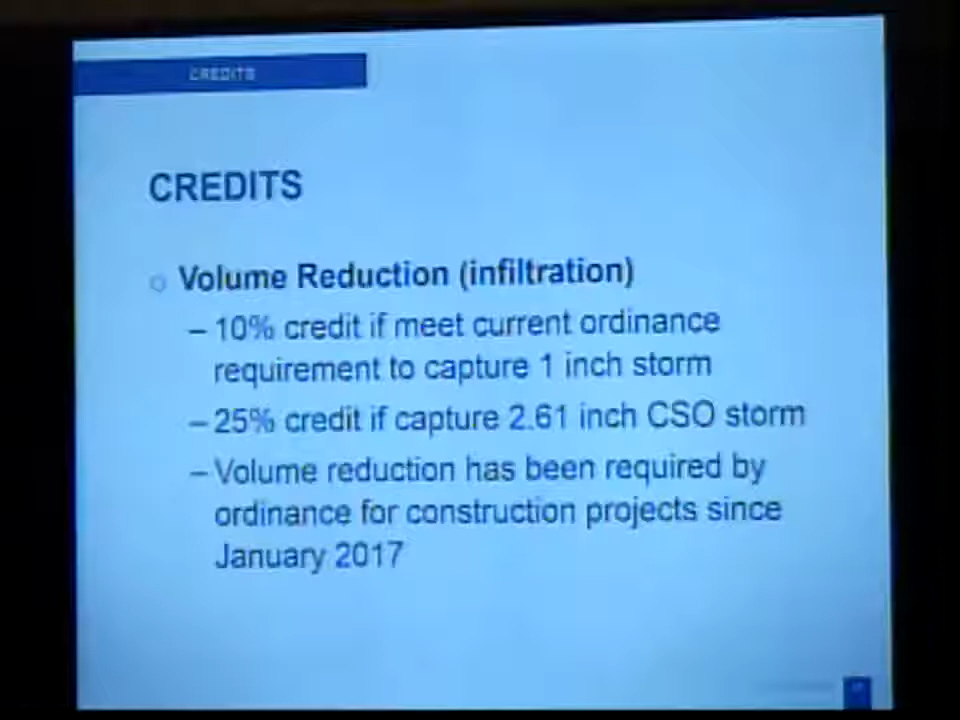 CREDITS
CREDITS
○ Volume Reduction (infiltration)
– 10% credit if meet current ordinance
requirement to capture 1 inch storm
– 25% credit if capture 2.61 inch CSO storm
– Volume reduction has been required by
ordinance for construction projects since
January 2017